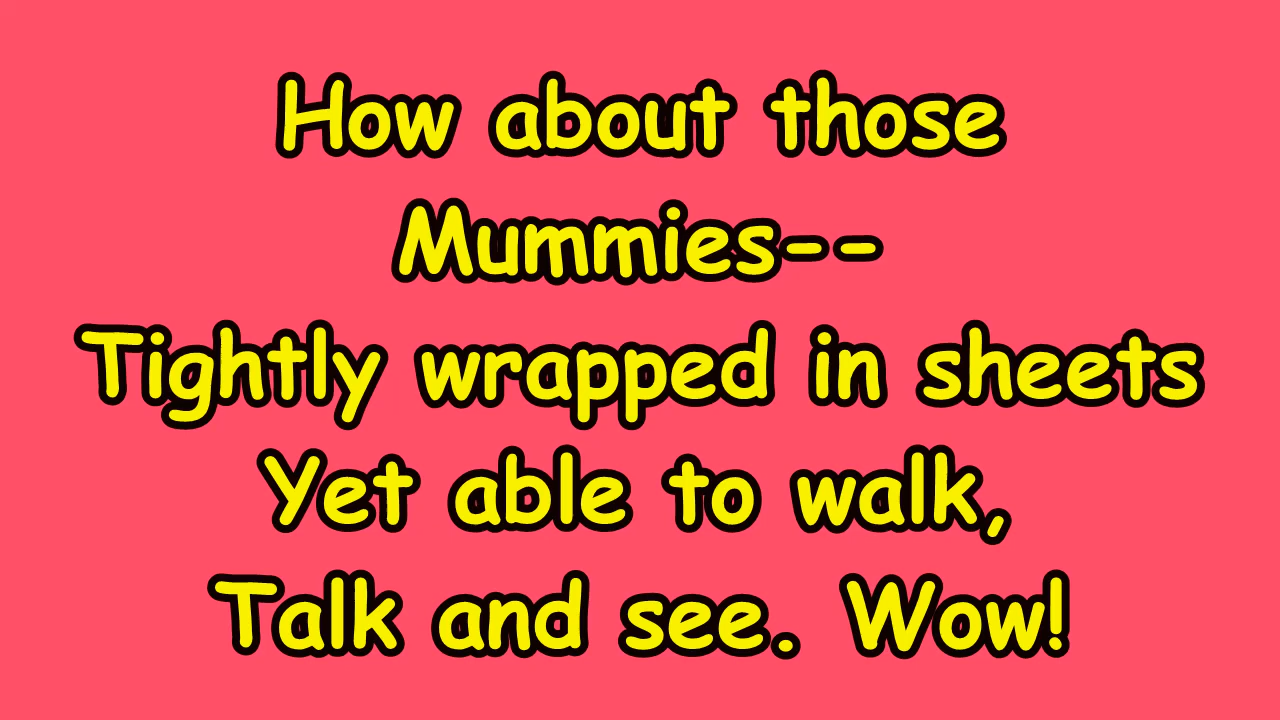 How about those
Mummies--
Tightly wrapped in sheets
Yet able to walk,
Talk and see. Wow!